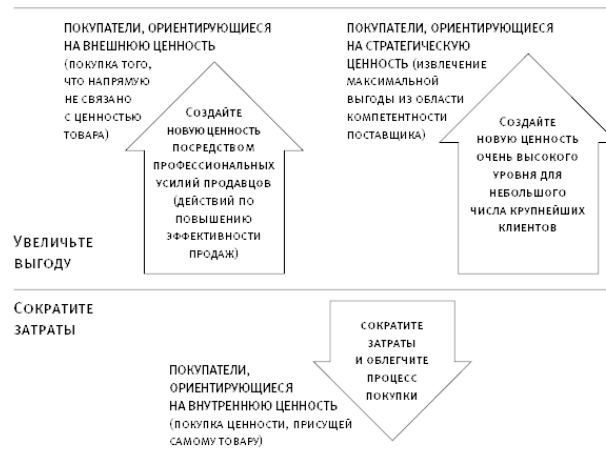 ПОКУПАТЕЛИ, ОРИЕНТИРУЮЩИЕСЯ
НА ВНЕШНЮЮ ЦЕННОСТЬ
(ПОКУПКА ТОГО,
ЧТО НАПРЯМУЮ
НЕ СВЯЗАНО
С ЦЕННОСТЬЮ
ТОВАРА)
СОЗДАЙТЕ
НОВУЮ ЦЕННОСТЬ
ПОСРЕДСТВОМ
ПРОФЕССИОНАЛЬНЫХ
УСИЛИЙ ПРОДАВЦОВ
(ДЕЙСТВИЙ ПО
ПОВЫШЕНИЮ
ЭФФЕКТИВНОСТИ
ПРОДАЖ)
ПОКУПАТЕЛИ, ОРИЕНТИРУЮЩИЕСЯ
НА СТРАТЕГИЧЕСКУЮ
ЦЕННОСТЬ (ИЗВЛЕЧЕНИЕ
МАКСИМАЛЬНОЙ
ВЫГОДЫ ИЗ ОБЛАСТИ
КОМПЕТЕНТНОСТИ
ПОСТАВЩИКА)
СОЗДАЙТЕ
НОВУЮ ЦЕННОСТЬ
ОЧЕНЬ ВЫСОКОГО
УРОВНЯ ДЛЯ
НЕБОЛЬШОГО
ЧИСЛА КРУПНЕЙШИХ
КЛИЕНТОВ
УВЕЛИЧЬТЕ
ВЫГОДУ
СОКРАТИТЕ
ЗАТРАТЫ
СОКРАТИТЕ
ЗАТРАТЫ
И ОБЛЕГЧИТЕ
ПРОЦЕСС
ПОКУПКИ
ПОКУПАТЕЛИ,
ОРИЕНТИРУЮЩИЕСЯ
НА ВНУТРЕННЮЮ ЦЕННОСТЬ
(ПОКУПКА ЦЕННОСТИ, ПРИСУЩЕЙ
САМОМУ ТОВАРУ)